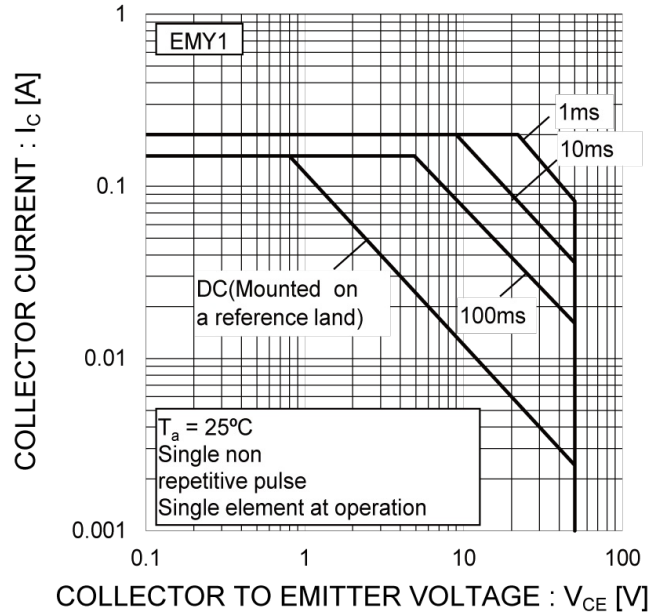 1
EMY1
1ms
10ms
0.1
DC(Mounted on
a reference land)
100ms
0.01
Ta = 25ºC
Single non
repetitive pulse
Single element at operation
0.001
0.1
1
10
100
COLLECTOR CURRENT : IC [A]
COLLECTOR TO EMITTER VOLTAGE : VCE [V]